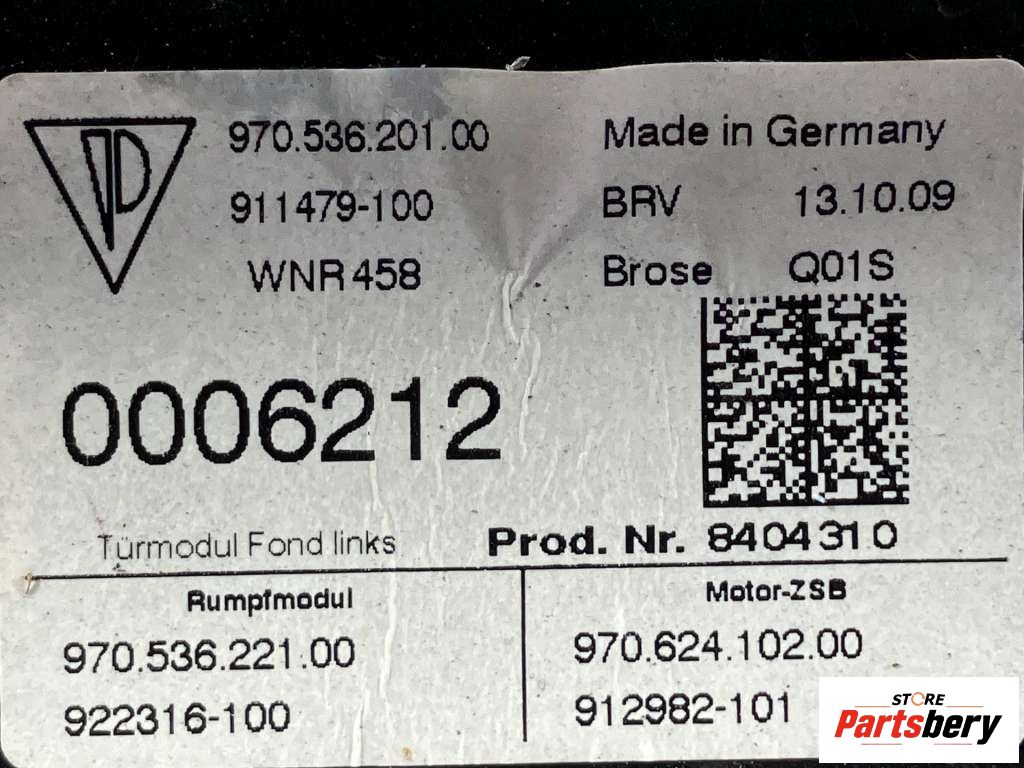 970.536.201.00 Made in Germany
911479-100 BRV 13.10.09
WNR 458 Brose Q01S
0006212
Türmodul Fond links Prod. Nr. 8404310
Rumpfmodul Motor-ZSB
970.536.221.00 970.624.102.00
922316-100 912982-101
STORE
Partsbery